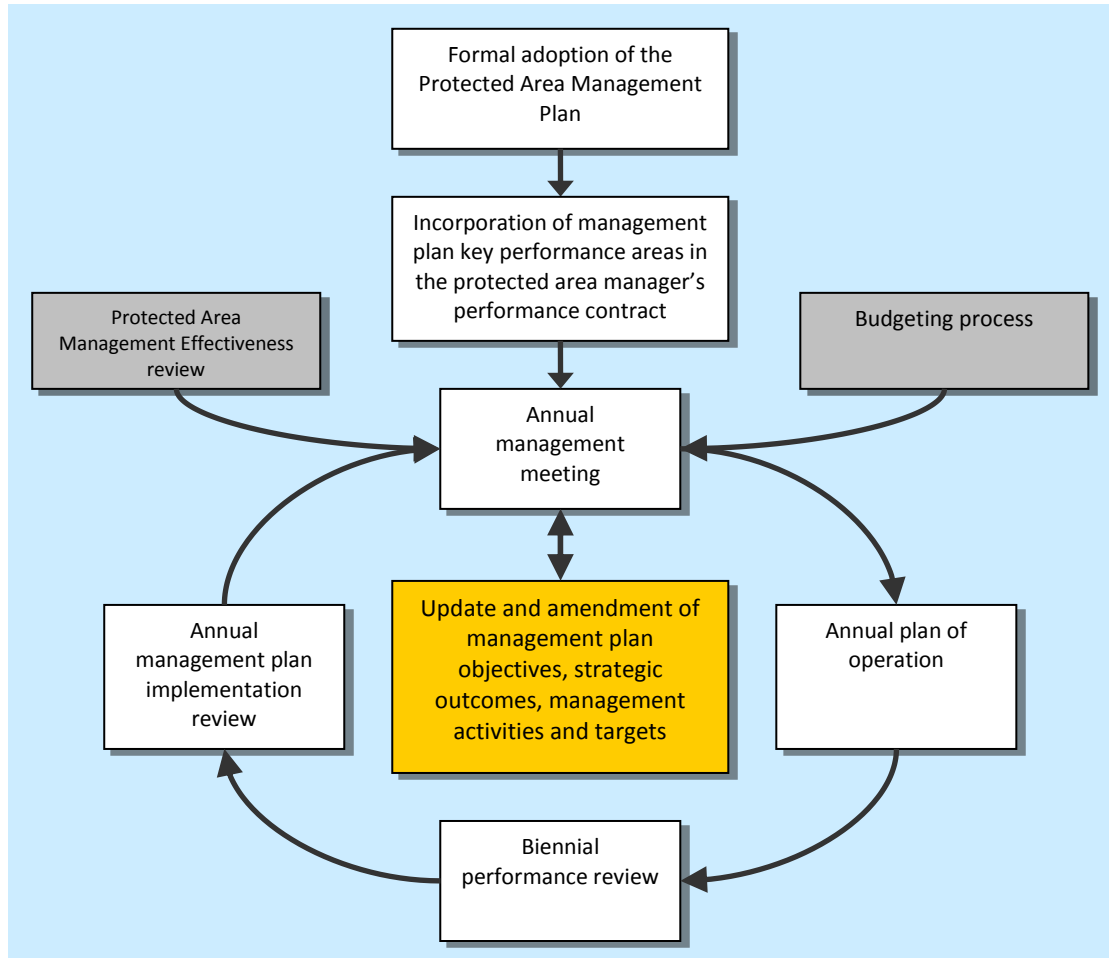 Formal adoption of the
Protected Area Management
Plan
Incorporation of management
plan key performance areas in
the protected area manager’s
performance contract
Protected Area
Management Effectiveness
review
Budgeting process
Annual
management
meeting
Annual
management plan
implementation
review
Update and amendment of
management plan
objectives, strategic
outcomes, management
activities and targets
Annual plan of
operation
Biennial
performance review